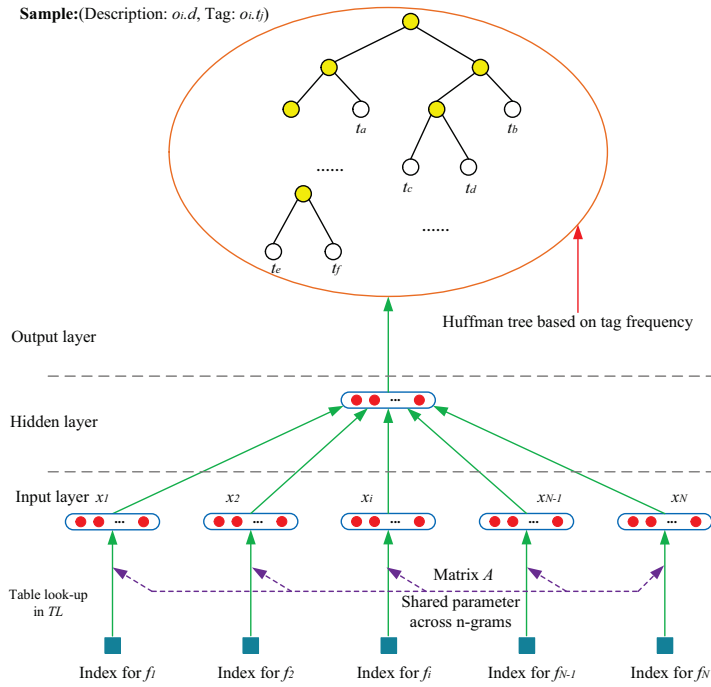 Sample:(Description: oi.d, Tag: oi.tj)
ta
tb
......
tc
td
......
te
tf
Huffman tree based on tag frequency
Output layer
...
Hidden layer
Input layer
x1
x2
xi
xN-1
xN
...
...
...
...
...
Matrix A
Table look-up
in TL
Shared parameter
across n-grams
Index for f1
Index for f2
Index for fi
Index for fN-1
Index for fN